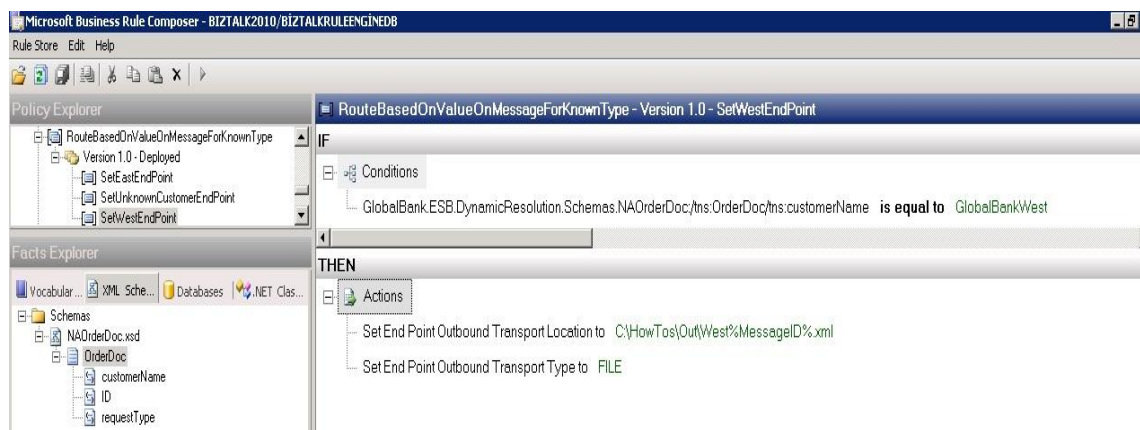 Microsoft Business Rule Composer - BIZTALK2010/BİZTALKRULEENGİNEDB
Rule Store Edit Help
Policy Explorer
RouteBasedOnValueOnMessageForKnownType
Version 1.0 - Deployed
SetEastEndPoint
SetUnknownCustomerEndPoint
SetWestEndPoint
Facts Explorer
Vocabular... XML Sche... Databases .NET Clas...
Schemas
NAOrderDoc.xsd
OrderDoc
customerName
ID
requestType
RouteBasedOnValueOnMessageForKnownType - Version 1.0 - SetWestEndPoint
IF
Conditions
GlobalBank.ESB.DynamicResolution.Schemas.NAOrderDoc:/tns:OrderDoc/tns:customerName is equal to GlobalBankWest
THEN
Actions
Set End Point Outbound Transport Location to C:\HowTos\Out\West%MessageID%.xml
Set End Point Outbound Transport Type to FILE